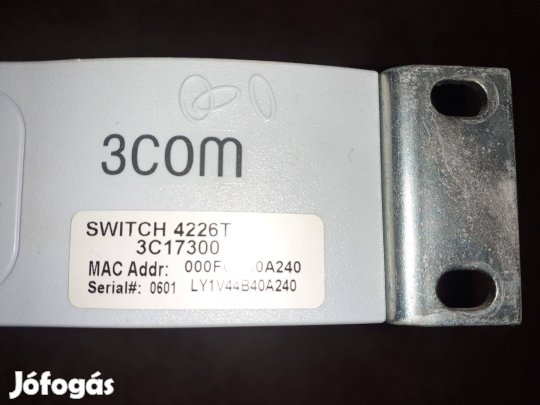 3com
SWITCH 4226T
3C17300
MAC Addr:
Serial#: 0601 LY1V44B40A240
Jófogás